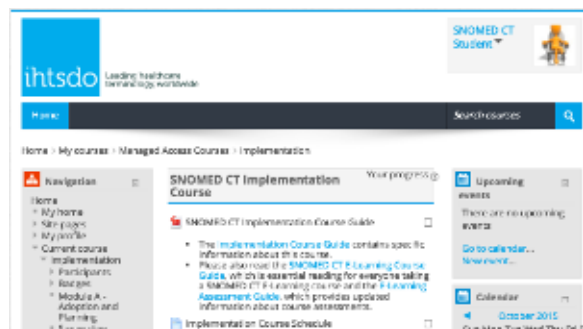 SNOMED CT
Student
ihtsdo
Leading healthcare
terminology, worldwide
Home
Search courses
Home › My courses › Managed Access Courses › Implementation
Navigation
Home
My home
Site pages
My profile
Current course
Implementation
Participants
Badges
Module A -
Adoption and
Planning
SNOMED CT Implementation
Course
Your progress
SNOMED CT Implementation Course Guide
The Implementation Course Guide contains specific
information about this course.
Please also read the SNOMED CT E-Learning Course
Guide, which is essential reading for everyone taking
a SNOMED CT E-Learning course and the E-Learning
Assessment Guide, which provides updated
information about course assessments.
Implementation Course Schedule
Upcoming
events
There are no upcoming
events
Go to calendar...
New event...
Calendar
October 2015